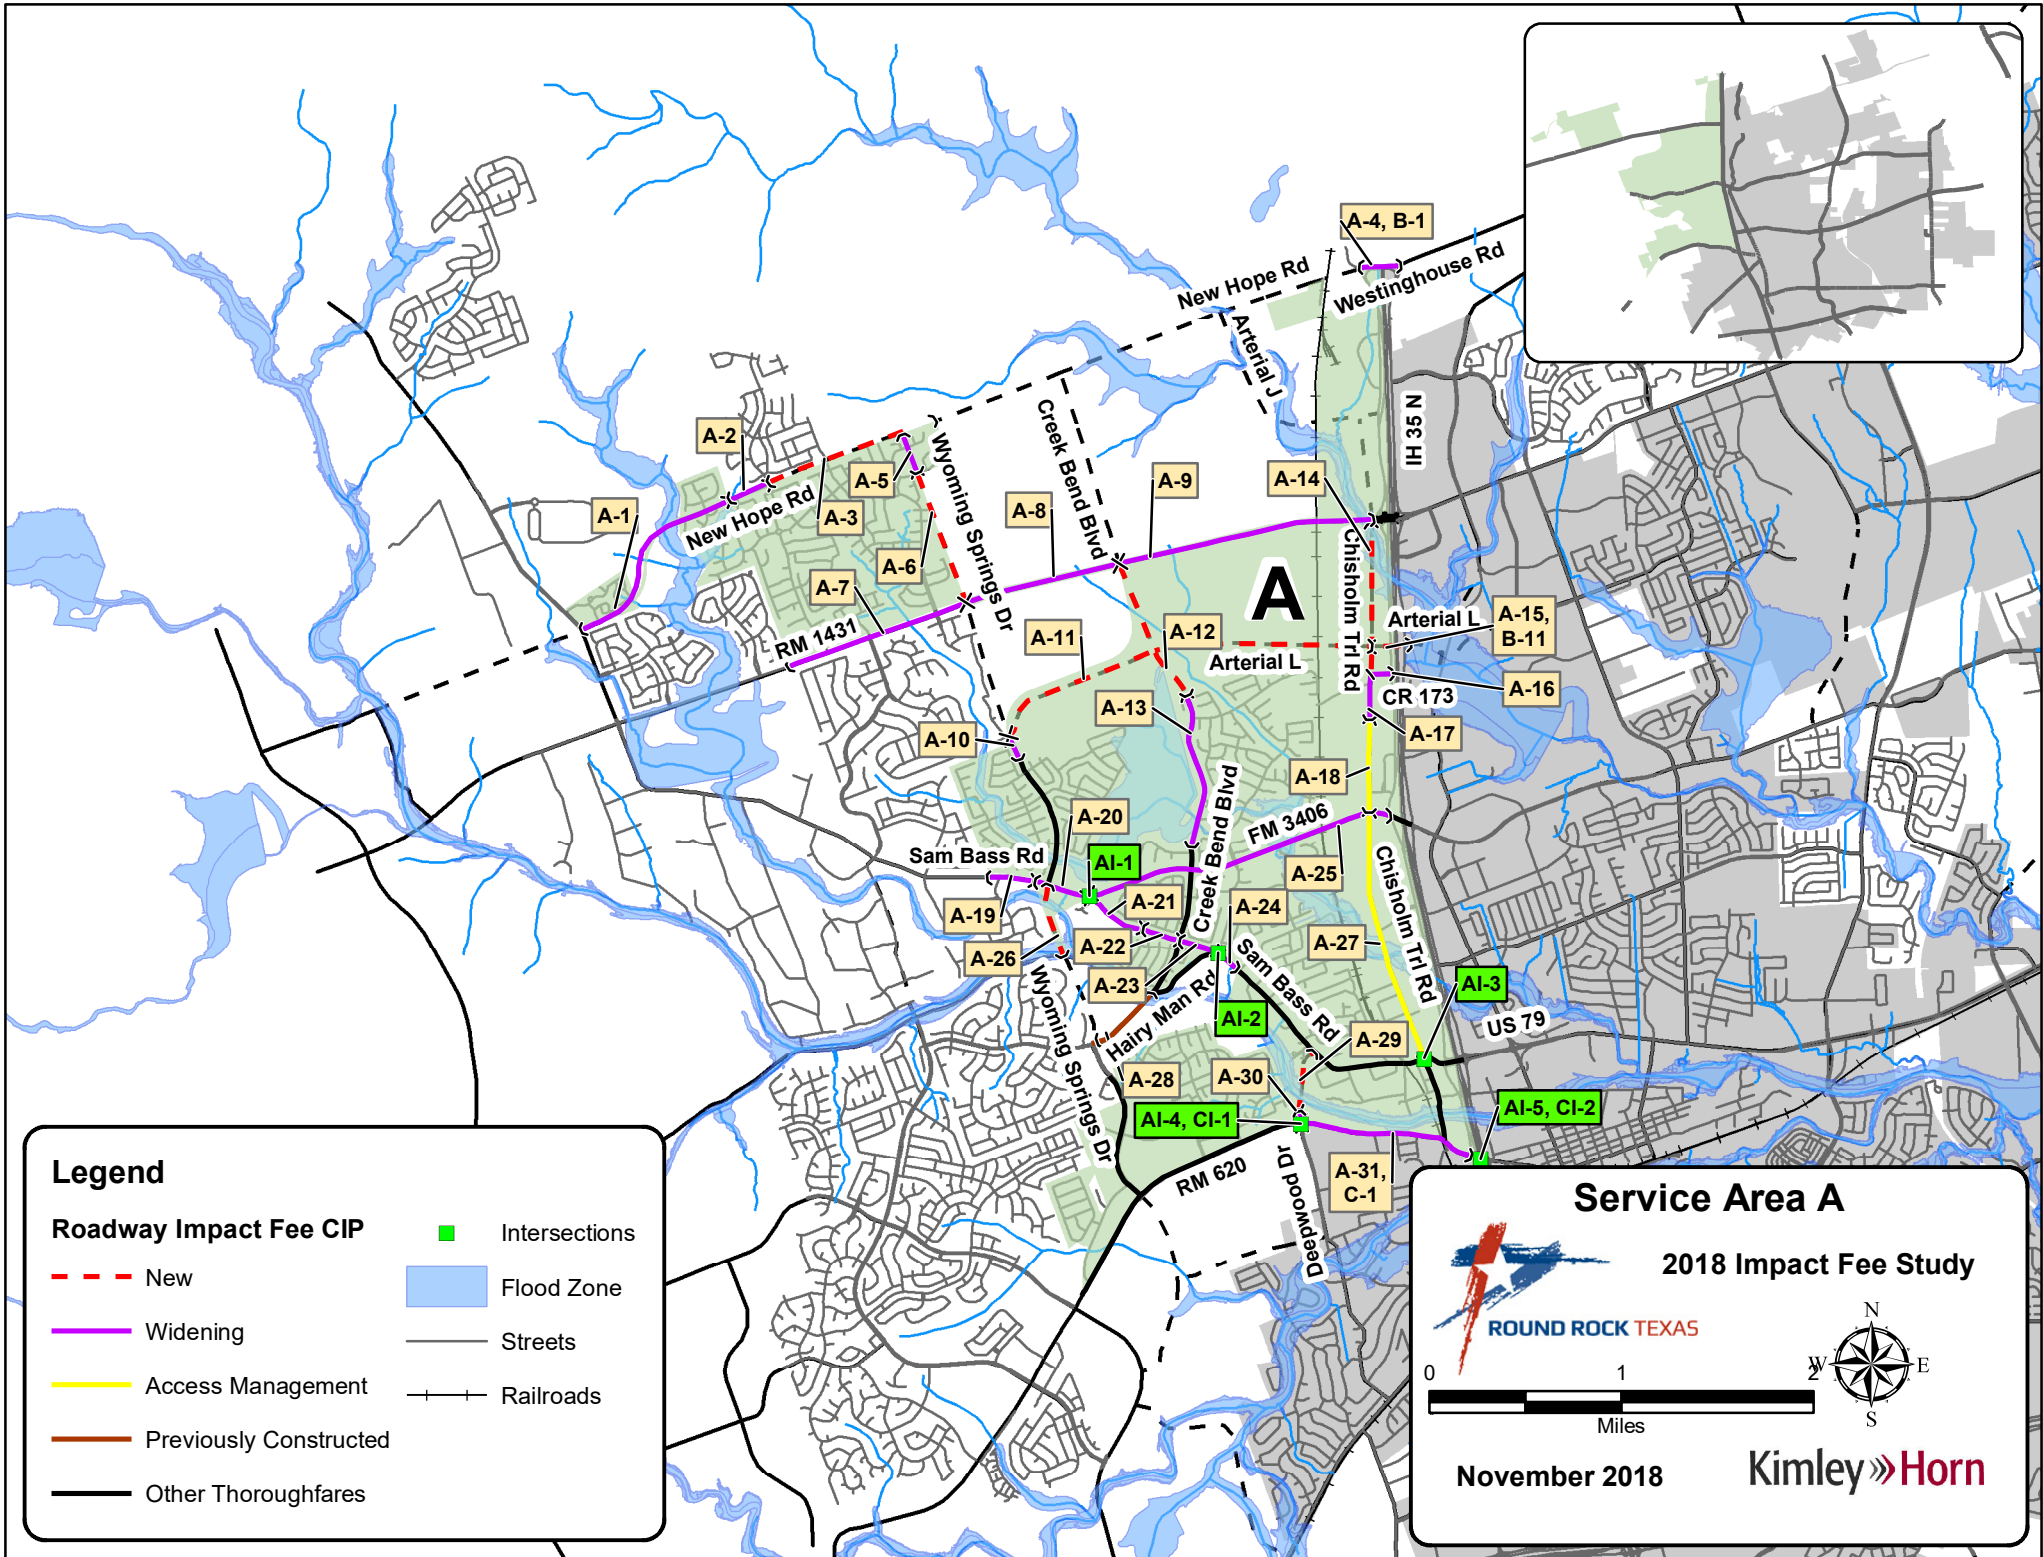 A-4, B-1
New Hope Rd
Westinghouse Rd
Arterial J
IH 35 N
A-2
Creek Bend Blvd
Wyoming Springs Dr
A-5
A-9
A-14
A-1
New Hope Rd
A-3
A-8
A-6
Chisholm Trl Rd
A-7
A
RM 1431
A-11
A-12
Arterial L
A-15,
B-11
Arterial L
A-16
CR 173
A-13
A-10
A-17
A-18
Creek Bend Blvd
FM 3406
A-20
Sam Bass Rd
AI-1
A-25
Chisholm Trl Rd
A-19
A-21
A-24
A-26
A-22
A-27
Sam Bass Rd
A-23
Hairy Man Rd
AI-2
AI-3
US 79
Wyoming Springs Dr
A-29
A-28
A-30
AI-4, CI-1
AI-5, CI-2
RM 620
Deepwood Dr
A-31,
C-1
Legend
Roadway Impact Fee CIP
New
Widening
Access Management
Previously Constructed
Other Thoroughfares
Intersections
Flood Zone
Streets
Railroads
Service Area A
2018 Impact Fee Study
ROUND ROCK TEXAS
0 1 2
Miles
N
W E
S
November 2018
Kimley»Horn